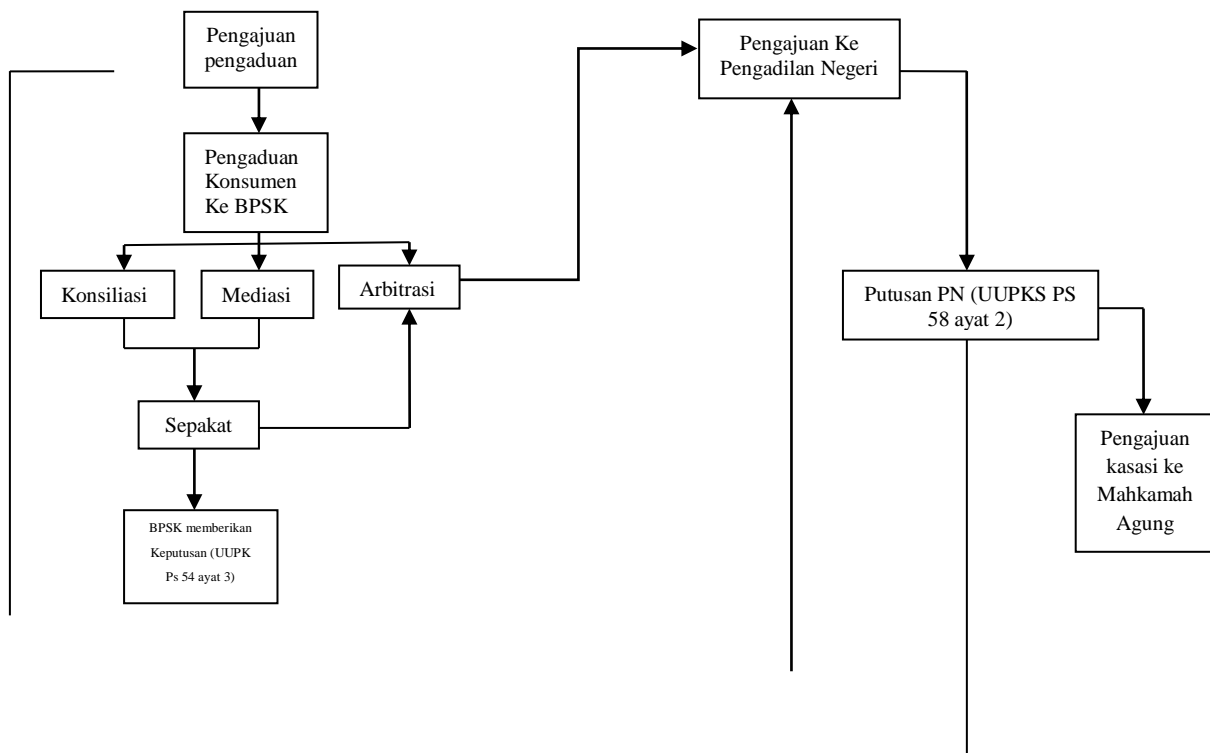 Pengajuan
pengaduan
Pengaduan
Konsumen
Ke BPSK
Konsiliasi
Mediasi
Arbitrasi
Sepakat
BPSK memberikan
Keputusan (UUPK
Ps 54 ayat 3)
Pengajuan Ke
Pengadilan Negeri
Putusan PN (UUPKS PS
58 ayat 2)
Pengajuan
kasasi ke
Mahkamah
Agung